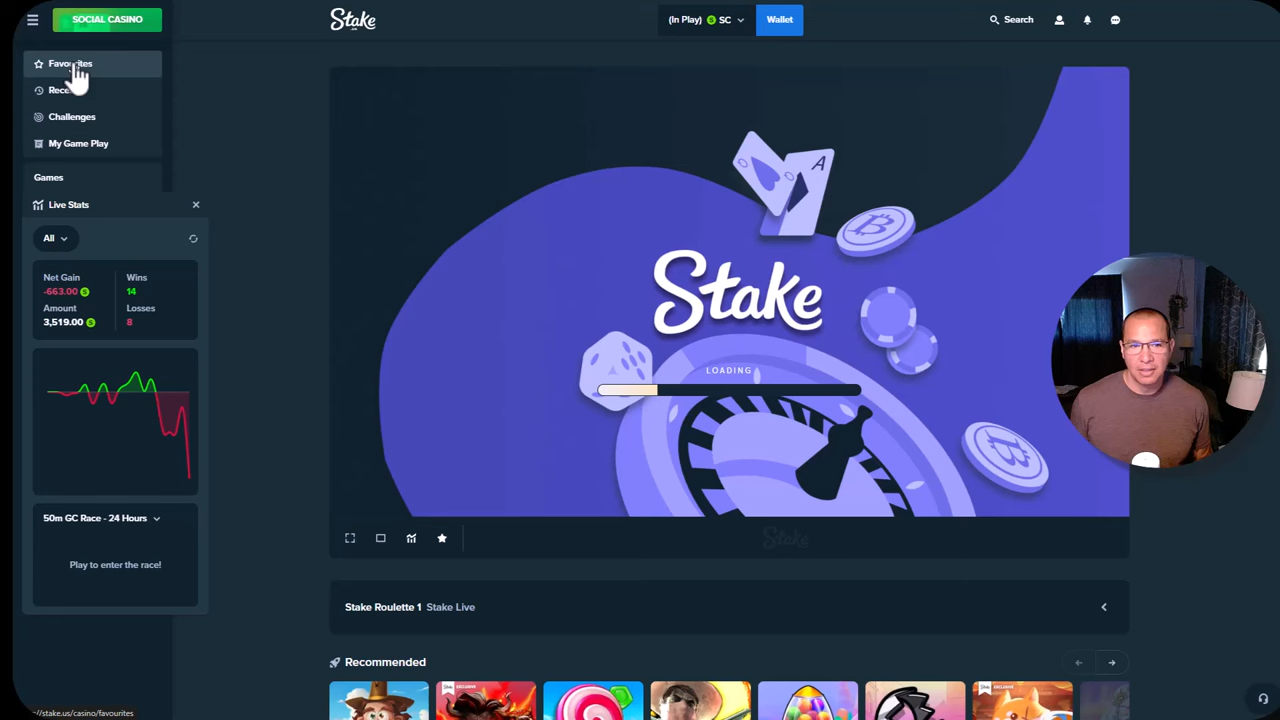 SOCIAL CASINO
Stake
(In Play) SC
Wallet
Search
Favourites
Challenges
My Game Play
Games
Live Stats
All
Net Gain
Wins
-663.00
14
Amount
Losses
3,519.00
8
50m GC Race - 24 Hours
Play to enter the race!
Stake
A
LOADING
Stake
Stake Roulette 1 Stake Live
Recommended
://stake.us/casino/favourites